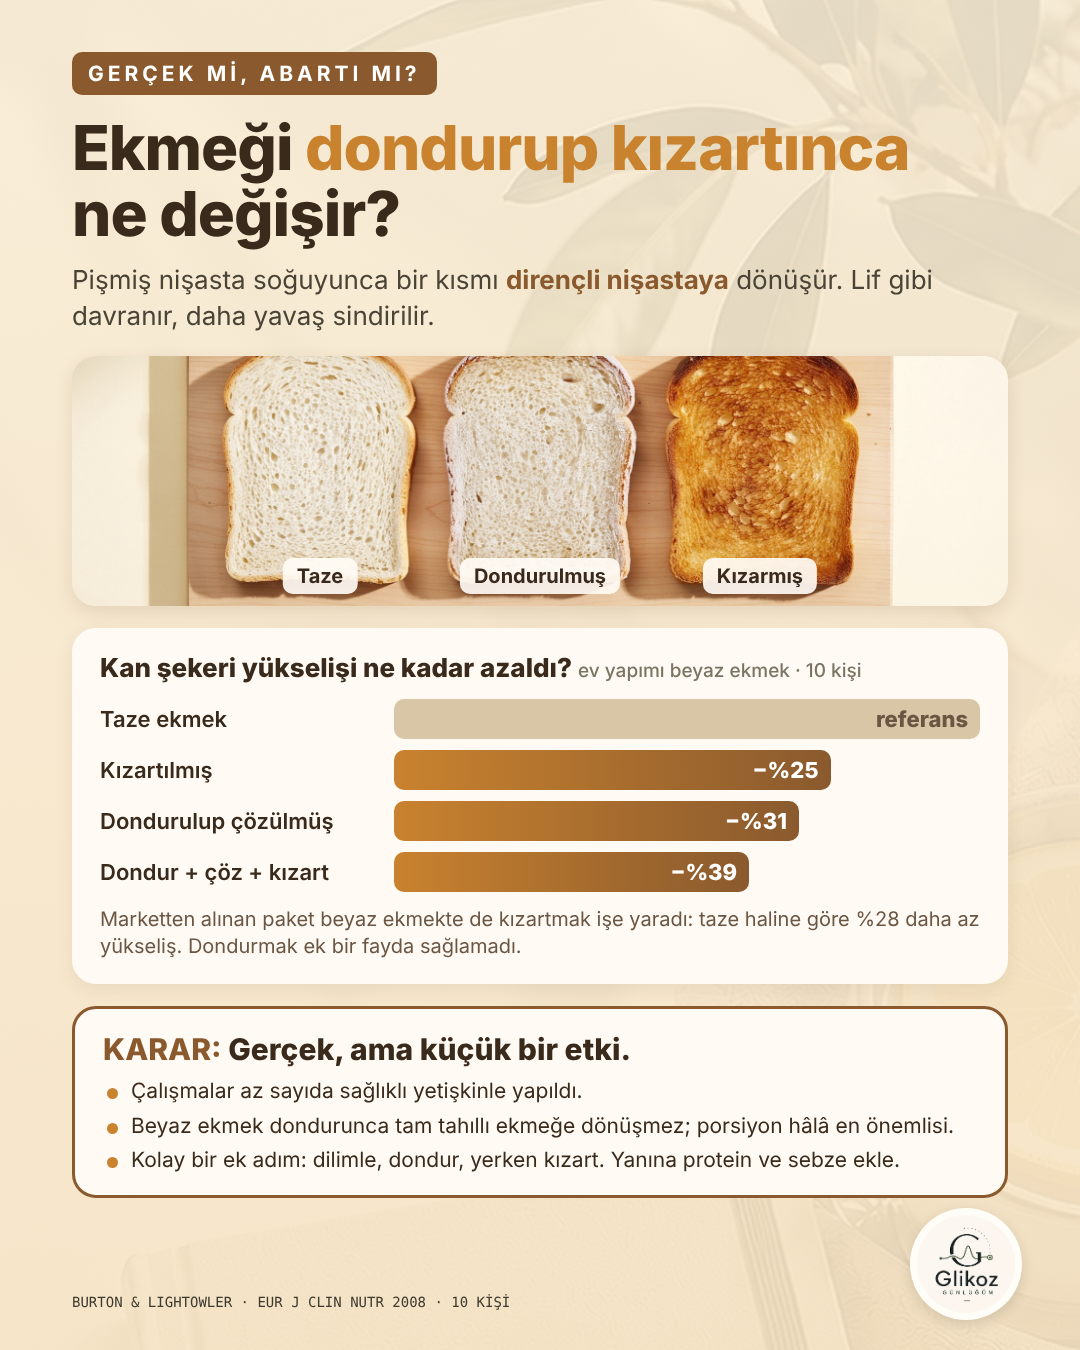 GERÇEK Mİ, ABARTI MI?
Ekmeği dondurup kızartınca
ne değişir?
Pişmiş nişasta soğuyunca bir kısmı dirençli nişastaya dönüşür. Lif gibi
davranır, daha yavaş sindirilir.
Taze
Dondurulmuş
Kızarmış
Kan şekeri yükselişi ne kadar azaldı? ev yapımı beyaz ekmek · 10 kişi
Taze ekmek referans
Kızartılmış −%25
Dondurulup çözülmüş −%31
Dondur + çöz + kızart −%39
Marketten alınan paket beyaz ekmekte de kızartmak işe yaradı: taze haline göre %28 daha az
yükseliş. Dondurmak ek bir fayda sağlamadı.
KARAR: Gerçek, ama küçük bir etki.
Çalışmalar az sayıda sağlıklı yetişkinle yapıldı.
Beyaz ekmek dondurunca tam tahıllı ekmeğe dönüşmez; porsiyon hâlâ en önemlisi.
Kolay bir ek adım: dilimle, dondur, yerken kızart. Yanına protein ve sebze ekle.
G
Glikoz
GÜNLÜĞÜM
BURTON & LIGHTOWLER · EUR J CLIN NUTR 2008 · 10 KİŞİ